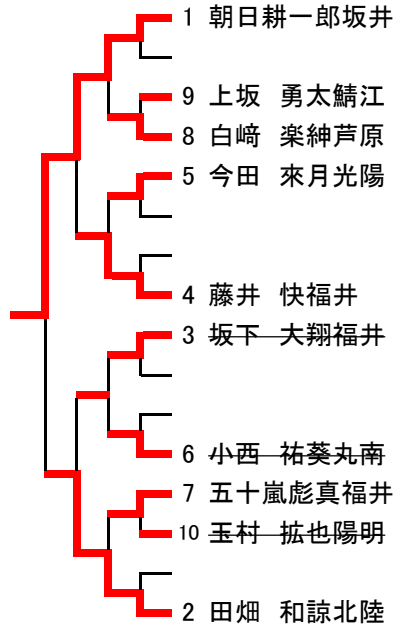 1 朝日耕一郎坂井
9 上坂　勇太鯖江
8 白﨑　楽紳芦原
5 今田　來月光陽
4 藤井　快福井
3 坂下　大翔福井
6 小西　祐葵丸南
7 五十嵐彪真福井
10 玉村　拡也陽明
2 田畑　和諒北陸